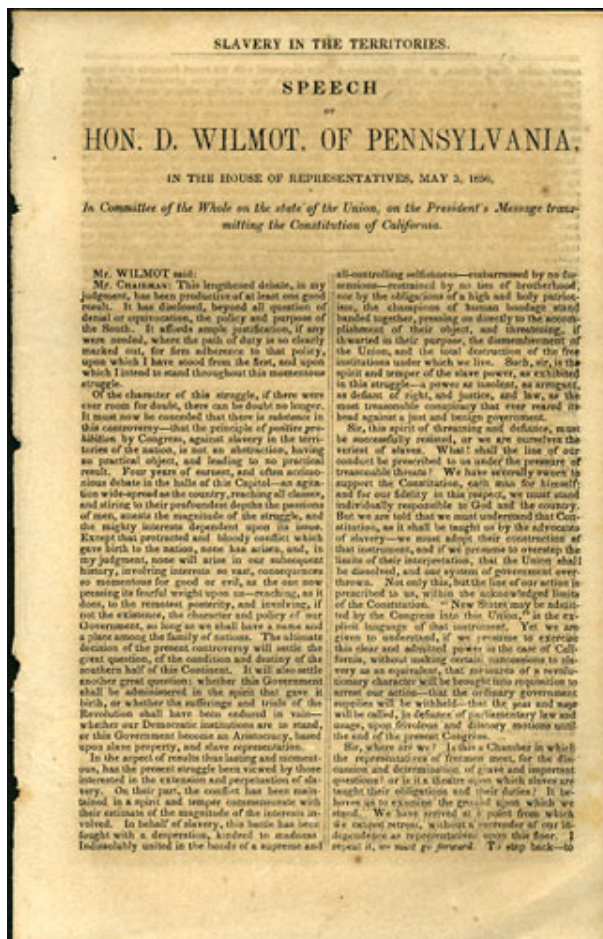 SLAVERY IN THE TERRITORIES.
SPEECH
OF
HON. D. WILMOT, OF PENNSYLVANIA,
IN THE HOUSE OF REPRESENTATIVES, MAY 3, 1850,
In Committee of the Whole on the state of the Union, on the President's Message trans-
mitting the Constitution of California.
Mr. WILMOT said:
Mr. CHAIRMAN: This lengthened debate, in my
judgment, has been productive of at least one good
result. It has disclosed, beyond all question of
denial or equivocation, the policy and purpose of
the South. It affords ample justification, if any
were needed, where the path of duty is so clearly
marked out, for firm adherence to that policy,
upon which I have stood from the first, and upon
which I intend to stand throughout this momentous
struggle.
Of the character of this struggle, if there were
ever room for doubt, there can be doubt no longer.
It must now be conceded that there is substance in
this controversy—that the principle of positive pro-
hibition by Congress, against slavery in the territo-
ries of the nation, is not an abstraction, having
no practical object, and leading to no practical
result. Four years of earnest, and often acrimo-
nious debate in the halls of this Capitol—an agita-
tion wide-spread as the country, reaching all classes,
and stirring to their profoundest depths the passions
of men, attests the magnitude of the struggle, and
the mighty interests dependent upon its issue.
Except that protracted and bloody conflict which
gave birth to the nation, none has arisen, and, in
my judgment, none will arise in our subsequent
history, involving interests so vast, consequences
so momentous for good or evil, as the one now
pressing its fearful weight upon us—reaching, as it
does, to the remotest posterity, and involving, if
not the existence, the character and policy of our
Government, so long as we shall have a name and
a place among the family of nations. The ultimate
decision of the present controversy will settle the
great question, of the condition and destiny of the
southern half of this Continent. It will also settle
another great question; whether this Government
shall be administered in the spirit that gave it
birth, or whether the sufferings and trials of the
Revolution shall have been endured in vain—
whether our Democratic institutions are to stand,
or this Government become an Aristocracy, based
upon slave property, and slave representation.
In the aspect of results thus lasting and moment-
ous, has the present struggle been viewed by those
interested in the extension and perpetuation of sla-
very. On their part, the conflict has been main-
tained in a spirit and temper commensurate with
their estimate of the magnitude of the interests in-
volved. In behalf of slavery, this battle has been
fought with a desperation, kindred to madness.
Indissolubly united in the bonds of a supreme and
all-controlling selfishness—embarrassed by no
—restrained by no ties of brotherhood,
nor by the obligations of a high and holy patriot-
ism, the champions of human bondage stand
banded together, pressing on directly to the accom-
plishment of their object, and threatening, if
thwarted in their purpose, the dismemberment of
the Union, and the total destruction of the free
institutions under which we live. Such, sir, is the
spirit and temper of the slave power, as exhibited
in this struggle—a power as insolent, as arrogant,
as defiant of right, and justice, and law, as the
most treasonable conspiracy that ever reared its
head against a just and benign government.
Sir, this spirit of threatening and defiance, must
be successfully resisted, or we are ourselves the
veriest of slaves. What! shall the line of our
conduct be prescribed to us under the pressure of
treasonable threats? We have severally sworn to
support the Constitution, each man for himself;
and for our fidelity in this respect, we must stand
individually responsible to God and the country.
But we are told that we must understand that Con-
stitution, as it shall be taught us by the advocates
of slavery—we must adopt their construction of
that instrument, and if we presume to overstep the
limits of their interpretation, that the Union shall
be dissolved, and our system of government over-
thrown. Not only this, but the line of our action is
prescribed to us, within the acknowledged limits
of the Constitution. "New States may be admit-
ted by the Congress into this Union," is the ex-
plicit language of that instrument. Yet we are
given to understand, if we presume to exercise
this clear and admitted power in the case of Cali-
fornia, without making certain concessions to sla-
very as an equivalent, that measures of a revolu-
tionary character will be brought into requisition to
arrest our action—that the ordinary government
supplies will be withheld—that the yeas and nays
will be called, in defiance of parliamentary law and
usage, upon frivolous and dilatory motions until
the end of the present Congress.
Sir, where are we? Is this a Chamber in which
the representatives of freemen meet, for the dis-
cussion and determination of grave and important
questions? or is it a theatre upon which slaves are
taught their obligations and their duties? It be-
hooves us to examine the ground upon which we
stand. We have arrived at a point from which
we cannot retreat, without a surrender of our in-
dependence as representatives upon this floor. I
repeat it, we must go forward. To step back—to